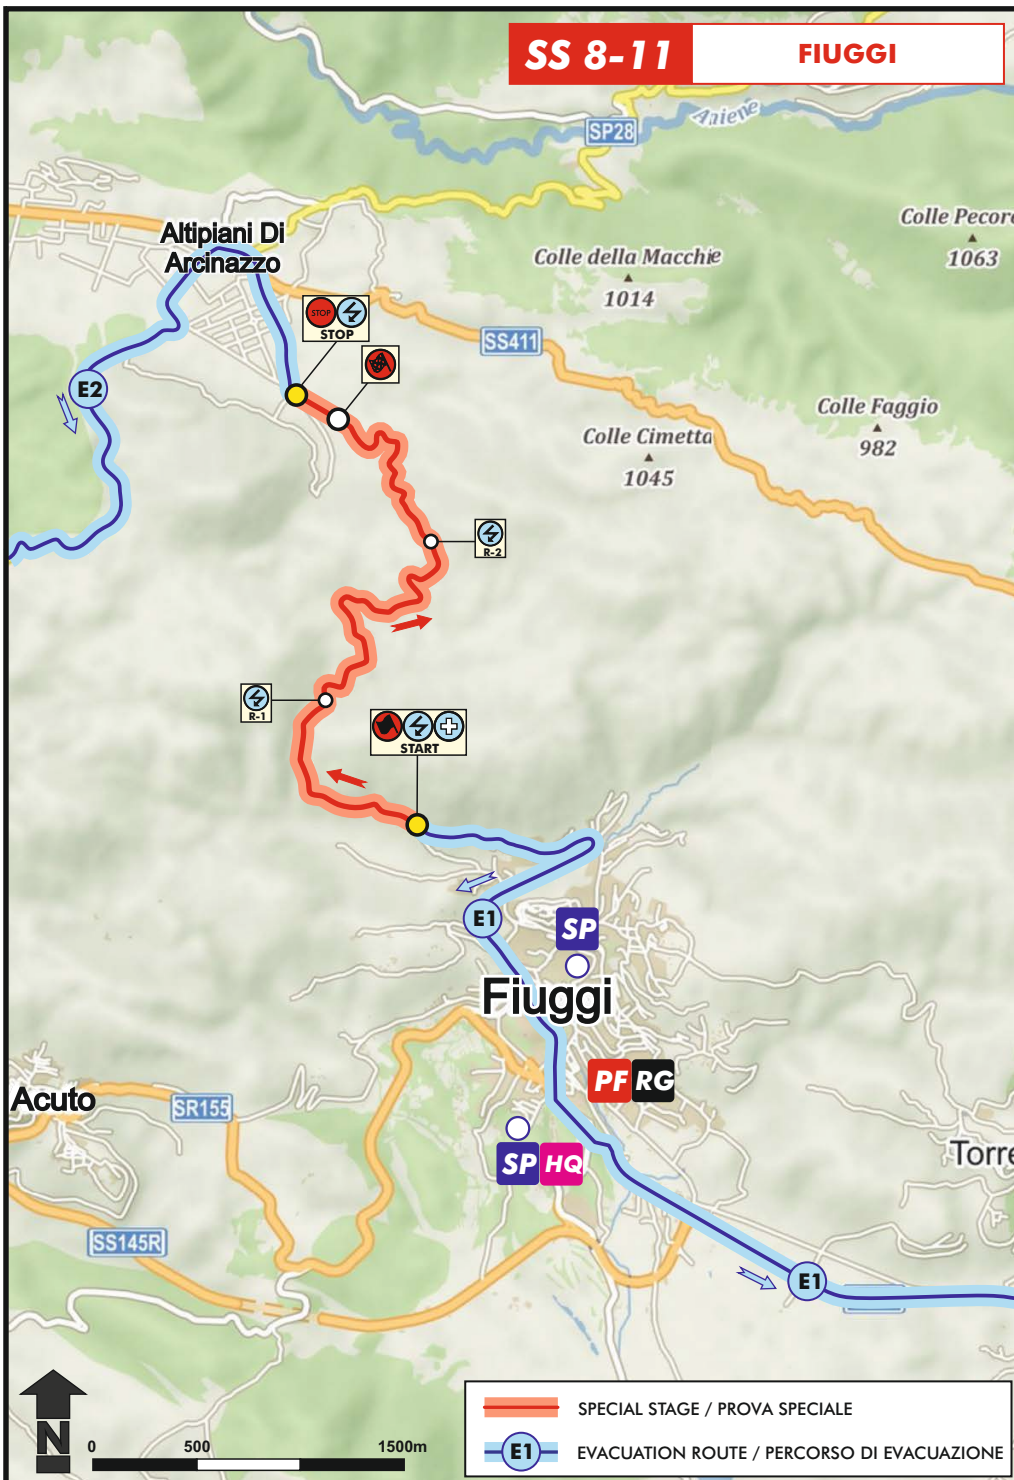 SS 8-11
FIUGGI
Aniene
SP28
Altipiani Di
Arcinazzo
Colle Pecor
1063
Colle della Macchie
1014
STOP
STOP
SS411
E2
Colle Faggio
982
Colle Cimetta
1045
R-2
R-1
START
E1
SP
Fiuggi
PF RG
Acuto
SR155
SP HQ
Torre
SS145R
E1
N
0 500 1500m
SPECIAL STAGE / PROVA SPECIALE
E1 EVACUATION ROUTE / PERCORSO DI EVACUAZIONE